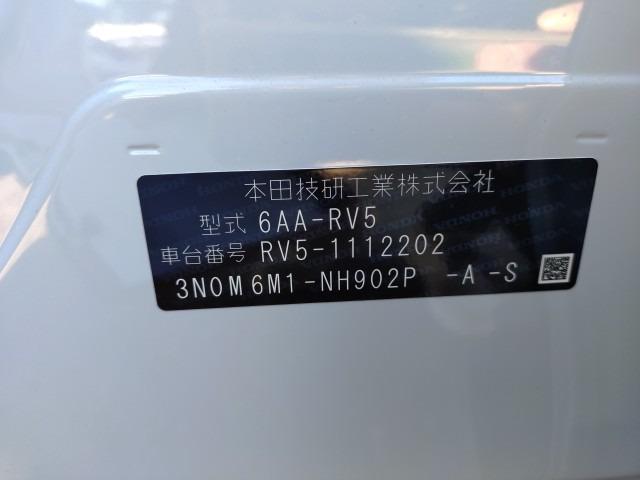 本田技研工業株式会社
型式 6AA-RV5
車台番号 RV5-1112202
3N0M6M1-NH902P -A -S